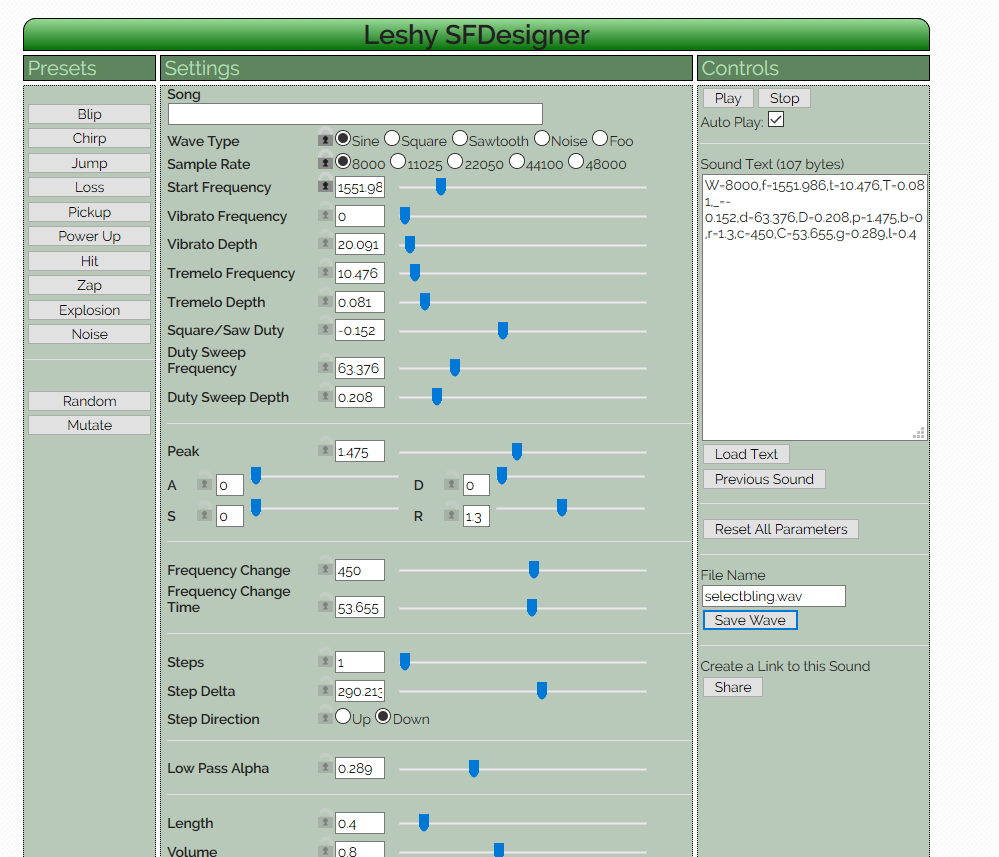 Leshy SFDesigner
Presets
Blip
Chirp
Jump
Loss
Pickup
Power Up
Hit
Zap
Explosion
Noise
Random
Mutate
Settings
Song
Wave Type Sine Square Sawtooth Noise Foo
Sample Rate 8000 11025 22050 44100 48000
Start Frequency 1551.98
Vibrato Frequency 0
Vibrato Depth 20.091
Tremelo Frequency 10.476
Tremelo Depth 0.081
Square/Saw Duty -0.152
Duty Sweep
Frequency 63.376
Duty Sweep Depth 0.208
Peak 1.475
A 0 D 0
S 0 R 1.3
Frequency Change 450
Frequency Change
Time 53.655
Steps 1
Step Delta 290.213
Step Direction Up Down
Low Pass Alpha 0.289
Length 0.4
Volume 0.8
Controls
Play Stop
Auto Play:
Sound Text (107 bytes)
W-8000,f-1551.986,t-10.476,T-0.08
1,_--
0.152,d-63.376,D-0.208,p-1.475,b-0
,r-1.3,c-450,C-53.655,g-0.289,l-0.4
Load Text
Previous Sound
Reset All Parameters
File Name
selectbling.wav
Save Wave
Create a Link to this Sound
Share